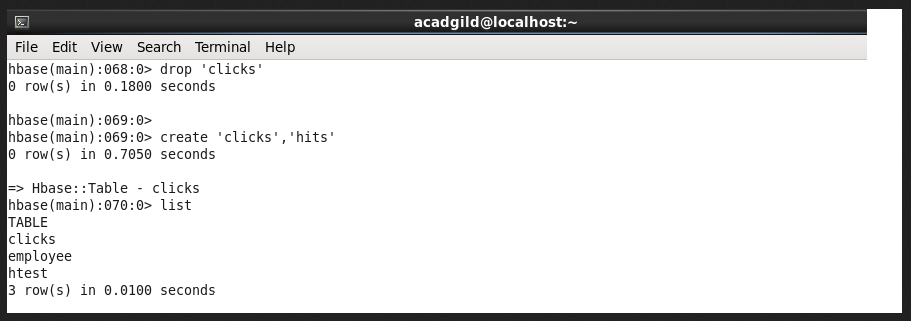 acadgild@localhost:~
File Edit View Search Terminal Help
hbase(main):068:0> drop 'clicks'
0 row(s) in 0.1800 seconds
hbase(main):069:0>
hbase(main):069:0> create 'clicks','hits'
0 row(s) in 0.7050 seconds
=> Hbase::Table - clicks
hbase(main):070:0> list
TABLE
clicks
employee
htest
3 row(s) in 0.0100 seconds